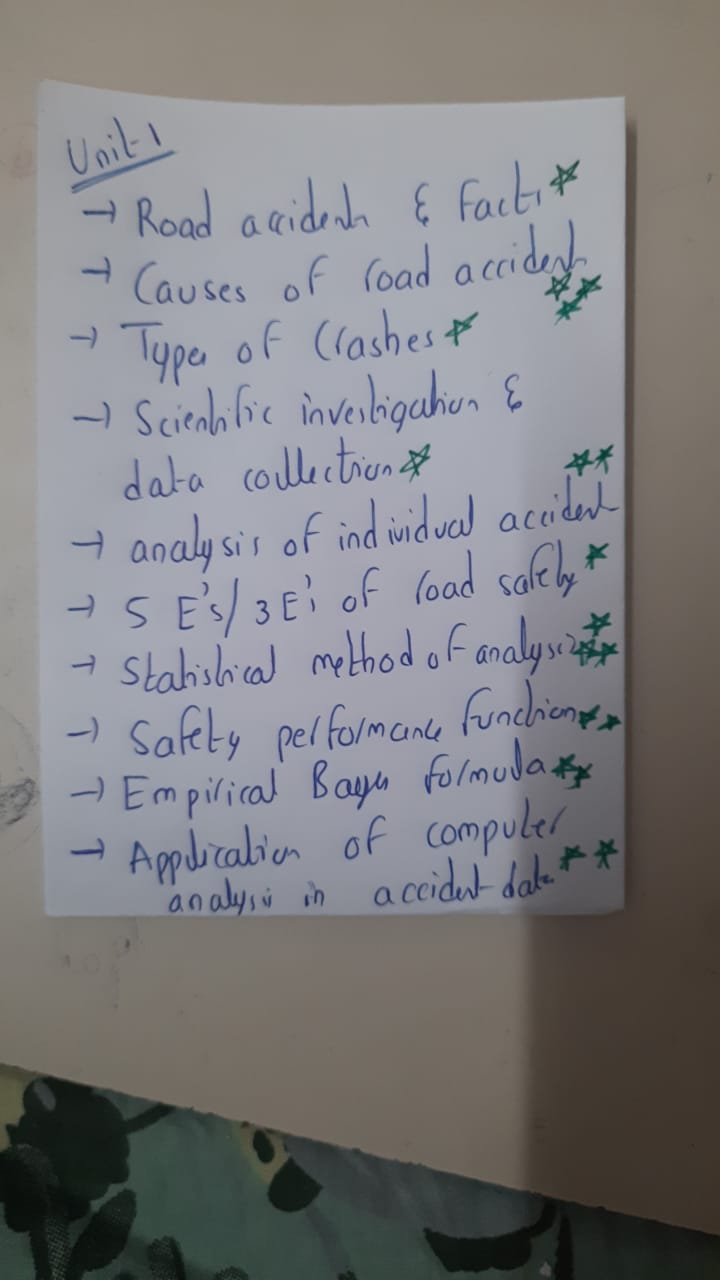 Unit-1
→ Road accidents & Facts
→ Causes of road accidents
→ Types of Crashes
→ Scientific investigation &
data collection
→ analysis of individual accident
→ 5 E's/3E's of road safety
→ Statistical method of analysis
→ Safety performance function
→ Empirical Bayes formula
→ Application of computer
analysis in accident data